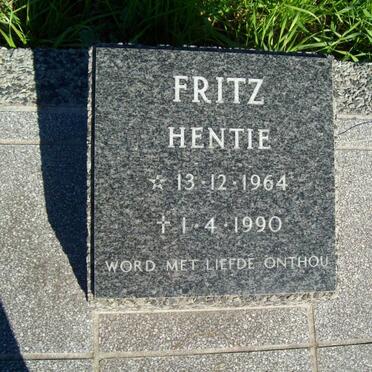 FRITZ
HENTIE
☆ 13·12·1964
✝ 1·4·1990
WORD MET LIEFDE ONTHOU